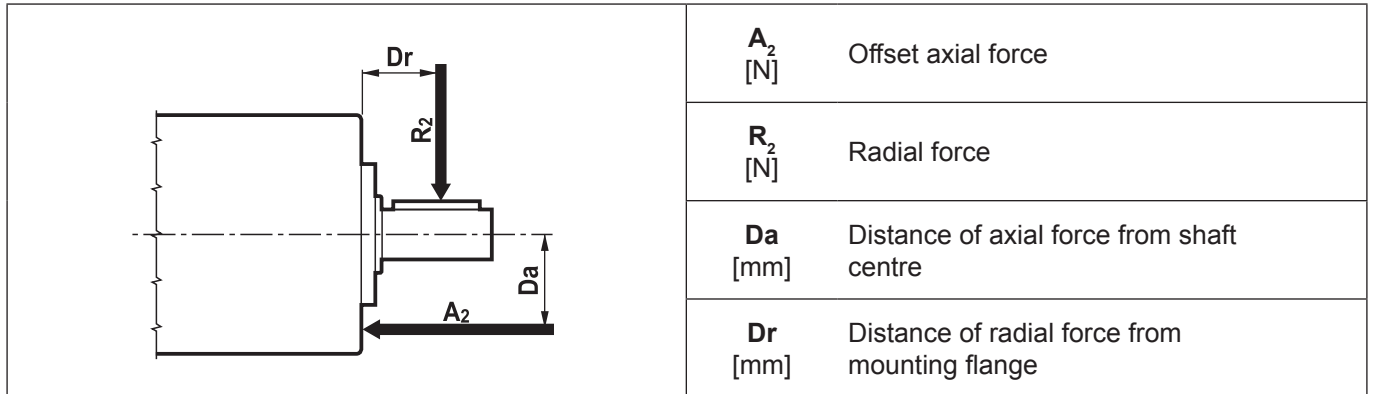 Dr
R2
Da
A2
A2
[N]
Offset axial force
R2
[N]
Radial force
Da
[mm]
Distance of axial force from shaft
centre
Dr
[mm]
Distance of radial force from
mounting flange